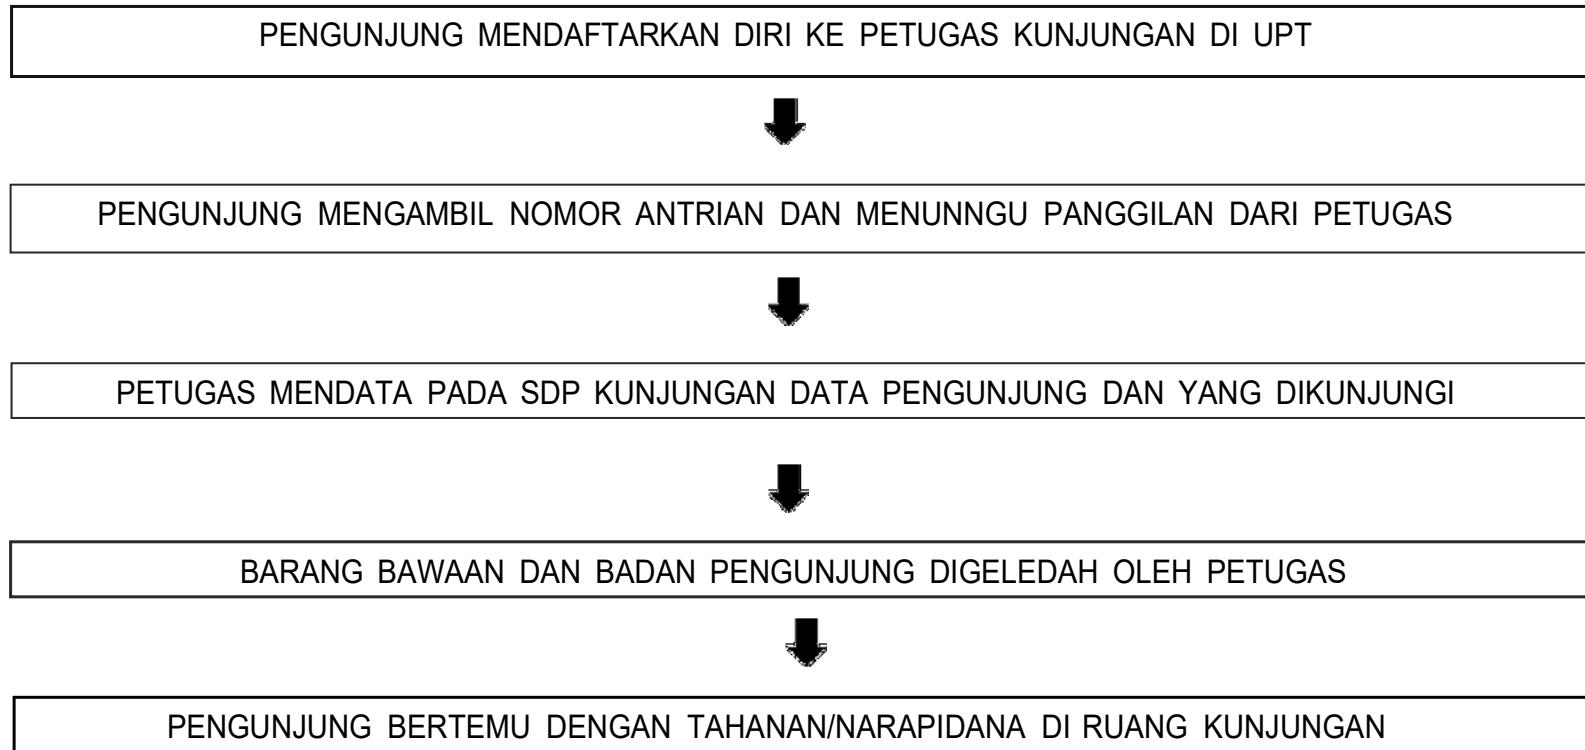 PENGUNJUNG MENDAFTARKAN DIRI KE PETUGAS KUNJUNGAN DI UPT
PENGUNJUNG MENGAMBIL NOMOR ANTRIAN DAN MENUNNGU PANGGILAN DARI PETUGAS
PETUGAS MENDATA PADA SDP KUNJUNGAN DATA PENGUNJUNG DAN YANG DIKUNJUNGI
BARANG BAWAAN DAN BADAN PENGUNJUNG DIGELEDAH OLEH PETUGAS
PENGUNJUNG BERTEMU DENGAN TAHANAN/NARAPIDANA DI RUANG KUNJUNGAN